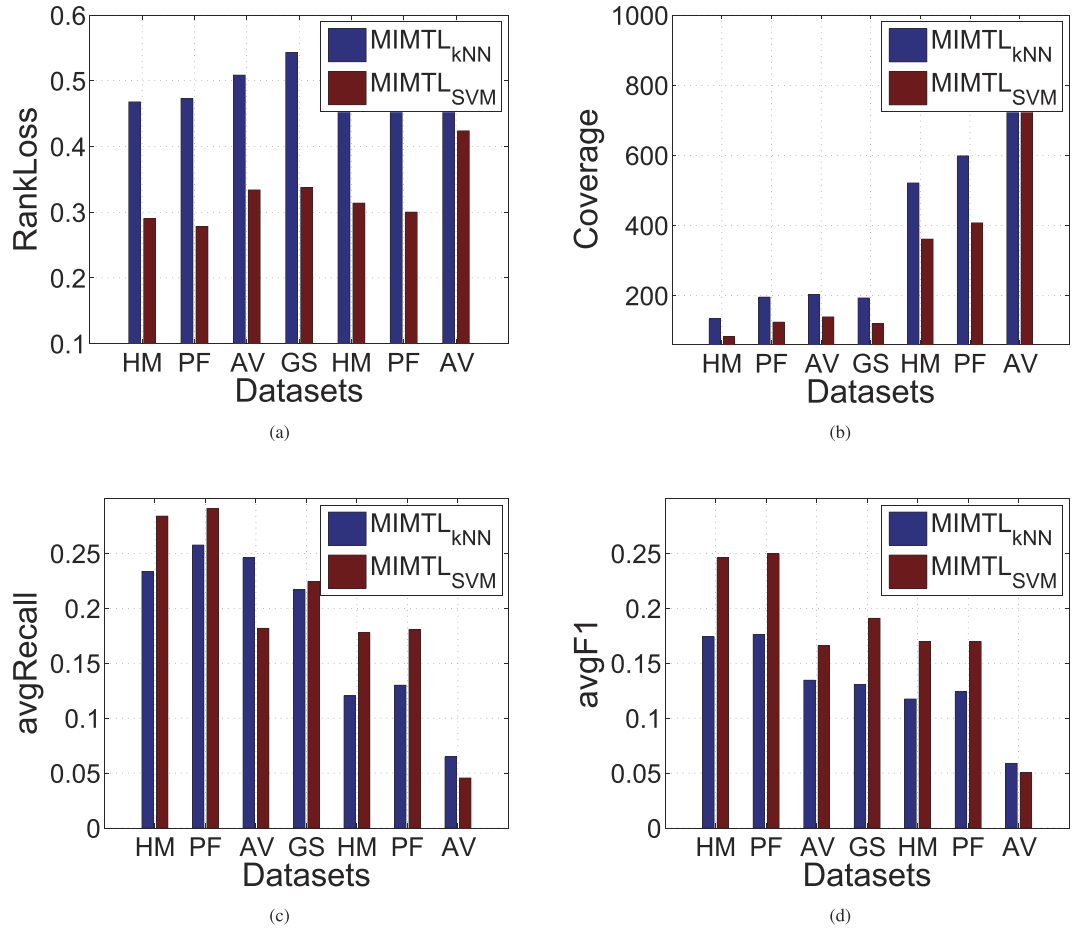 0.6
0.5
0.4
0.3
0.2
0.1
RankLoss
MIMTLkNN
MIMTLSVM
HM PF AV GS HM PF AV
Datasets
(a)
1000
800
600
400
200
Coverage
MIMTLkNN
MIMTLSVM
HM PF AV GS HM PF AV
Datasets
(b)
0.25
0.2
0.15
0.1
0.05
0
avgRecall
MIMTLkNN
MIMTLSVM
HM PF AV GS HM PF AV
Datasets
(c)
0.25
0.2
0.15
0.1
0.05
0
avgF1
MIMTLkNN
MIMTLSVM
HM PF AV GS HM PF AV
Datasets
(d)